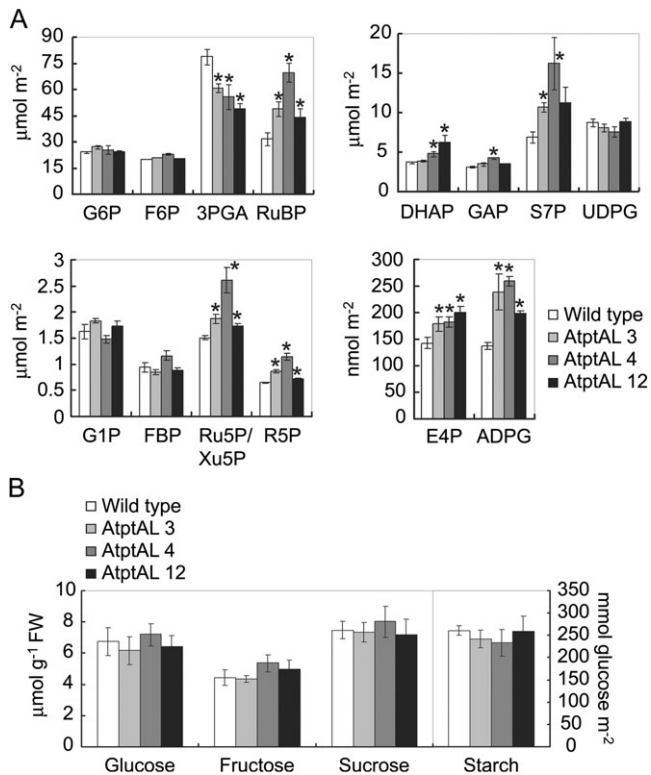 A
μmol m⁻²
90
75
60
45
30
15
0
G6P F6P 3PGA RuBP
** * * * *
μmol m⁻²
20
15
10
5
0
DHAP GAP S7P UDPG
* * * * *
μmol m⁻²
3
2.5
2
1.5
1
0.5
0
G1P FBP Ru5P/ R5P
Xu5P
* * * * * *
nmol m⁻²
300
250
200
150
100
50
0
E4P ADPG
** * ** *
Wild type
AtptAL 3
AtptAL 4
AtptAL 12
B
Wild type
AtptAL 3
AtptAL 4
AtptAL 12
μmol g⁻¹ FW
10
8
6
4
2
0
Glucose Fructose Sucrose Starch
350
300
250
200
150
100
50
0
mmol glucose m⁻²